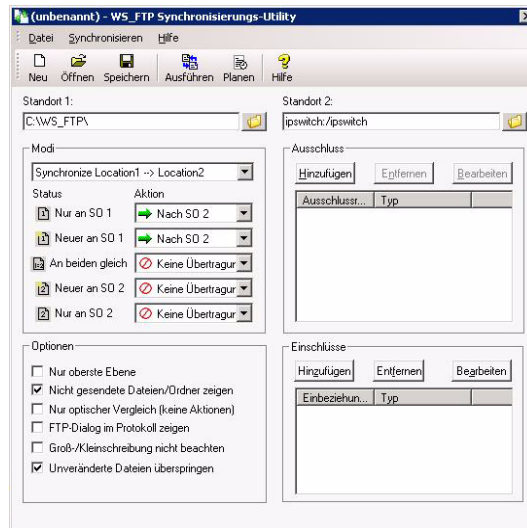 (unbenannt) - WS_FTP Synchronisierungs-Utility
Datei Synchronisieren Hilfe
Neu Öffnen Speichern Ausführen Planen Hilfe
Standort 1:
C:\WS_FTP\
Standort 2:
ipswitch:/ipswitch
Modi
Synchronize Location1 --> Location2
Status Aktion
Nur an SO 1 Nach SO 2
Neuer an SO 1 Nach SO 2
An beiden gleich Keine Übertragur
Neuer an SO 2 Keine Übertragur
Nur an SO 2 Keine Übertragur
Ausschluss
Hinzufügen Entfernen Bearbeiten
Ausschlussr... Typ
Optionen
Nur oberste Ebene
Nicht gesendete Dateien/Ordner zeigen
Nur optischer Vergleich (keine Aktionen)
FTP-Dialog im Protokoll zeigen
Groß-/Kleinschreibung nicht beachten
Unveränderte Dateien überspringen
Einschlüsse
Hinzufügen Entfernen Bearbeiten
Einbeziehun... Typ